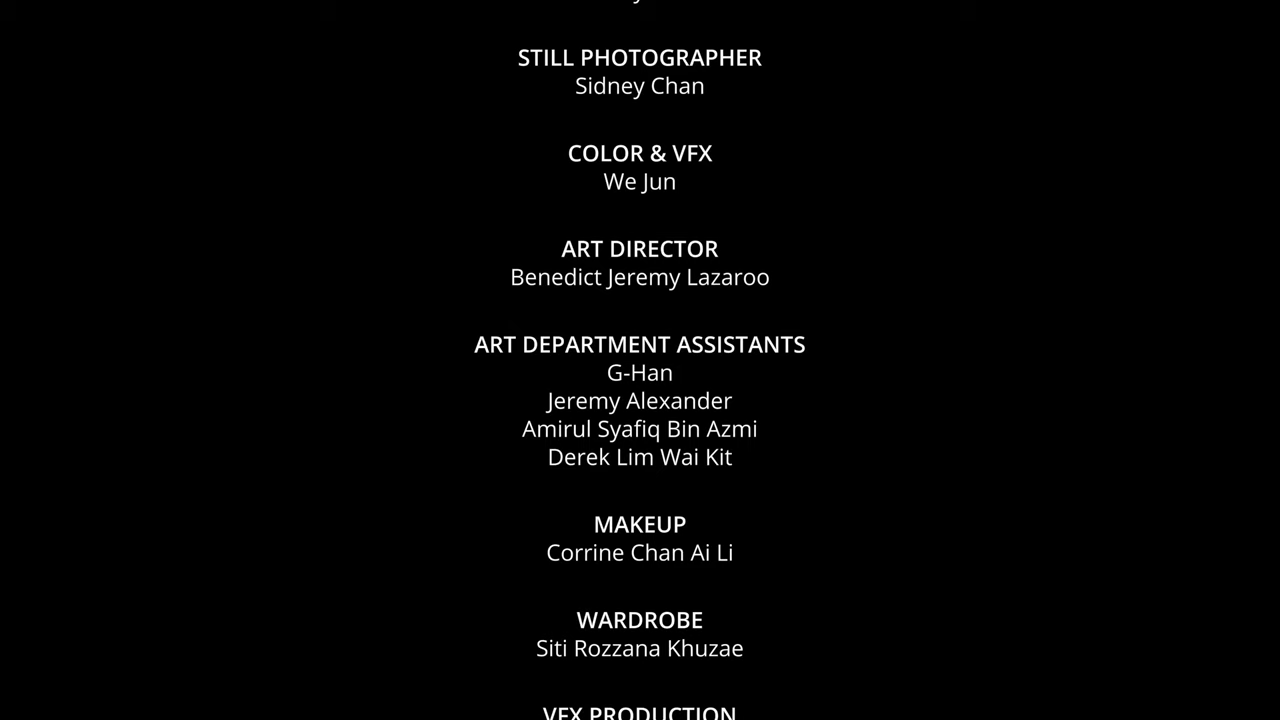 STILL PHOTOGRAPHER
Sidney Chan
COLOR & VFX
We Jun
ART DIRECTOR
Benedict Jeremy Lazaroo
ART DEPARTMENT ASSISTANTS
G-Han
Jeremy Alexander
Amirul Syafiq Bin Azmi
Derek Lim Wai Kit
MAKEUP
Corrine Chan Ai Li
WARDROBE
Siti Rozzana Khuzae
VFX PRODUCTION